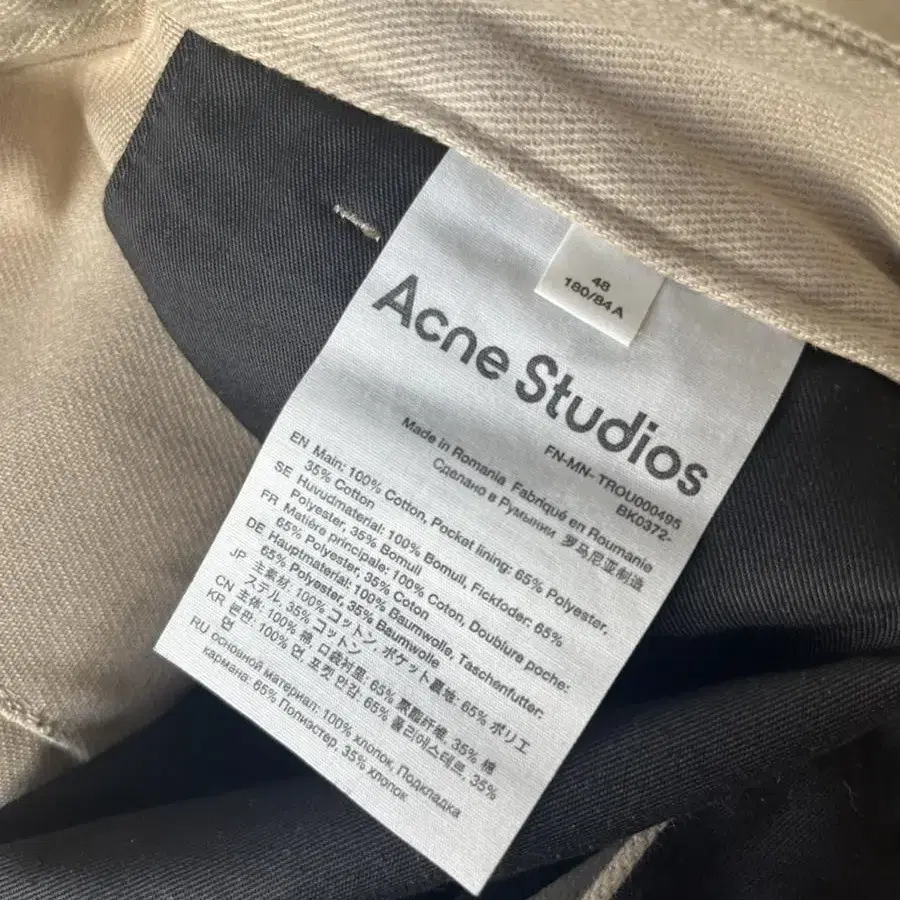 48
180/84A
Acne Studios
FN-MN-TROU000495
BK0372-
Made in Romania Fabriqué en Roumanie
Сделано в Румынии 罗马尼亚制造
EN Main: 100% Cotton, Pocket lining: 65% Polyester,
35% Cotton
SE Huvudmaterial: 100% Bomull, Fickfoder: 65%
Polyester, 35% Bomull
FR Matière principale: 100% Coton, Doublure poche:
65% Polyester, 35% Coton
DE Hauptmaterial: 100% Baumwolle, Taschenfutter:
65% Polyester, 35% Baumwolle
JP 主素材: 100% コットン, ポケット裏地: 65% ポリエ
ステル, 35% コットン
CN 主体: 100% 棉, 口袋衬里: 65% 聚酯纤维, 35% 棉
KR 본판: 100% 면, 포켓 안감: 65% 폴리에스테르, 35%
면
RU основной материал: 100% хлопок, Подкладка
кармана: 65% Полиэстер, 35% хлопок